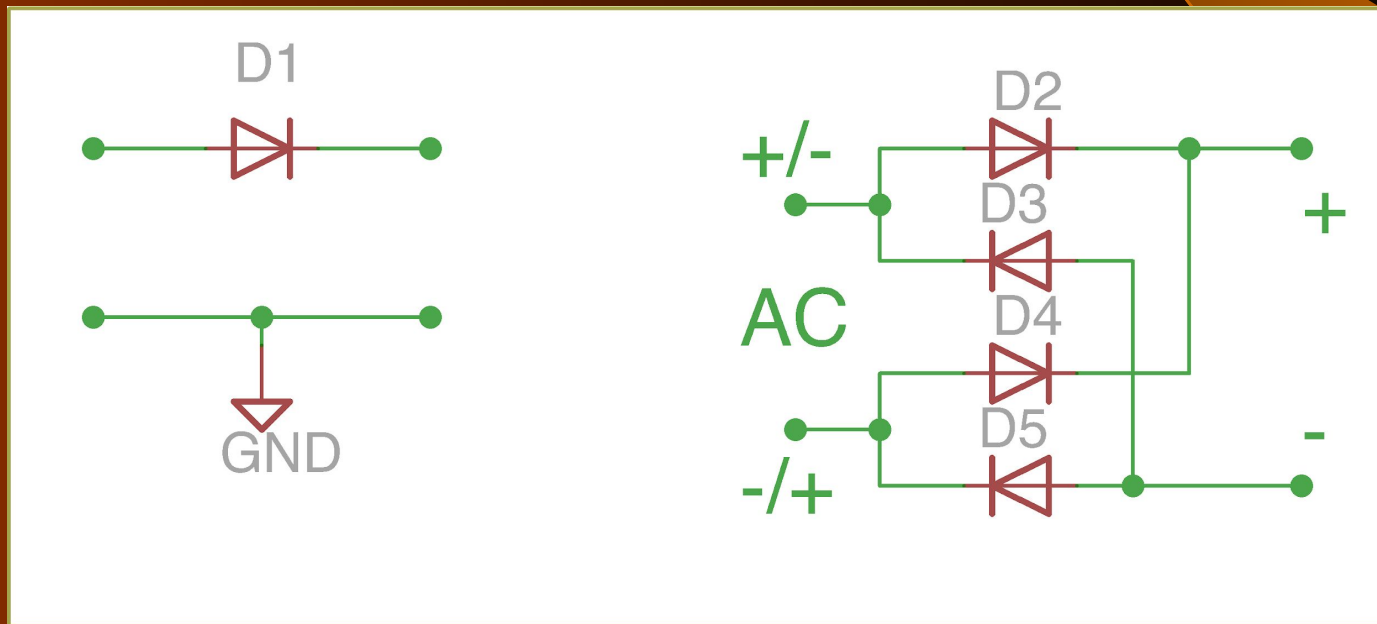 D1
GND
D2
+/-
D3
+
AC
D4
D5
-
-/+